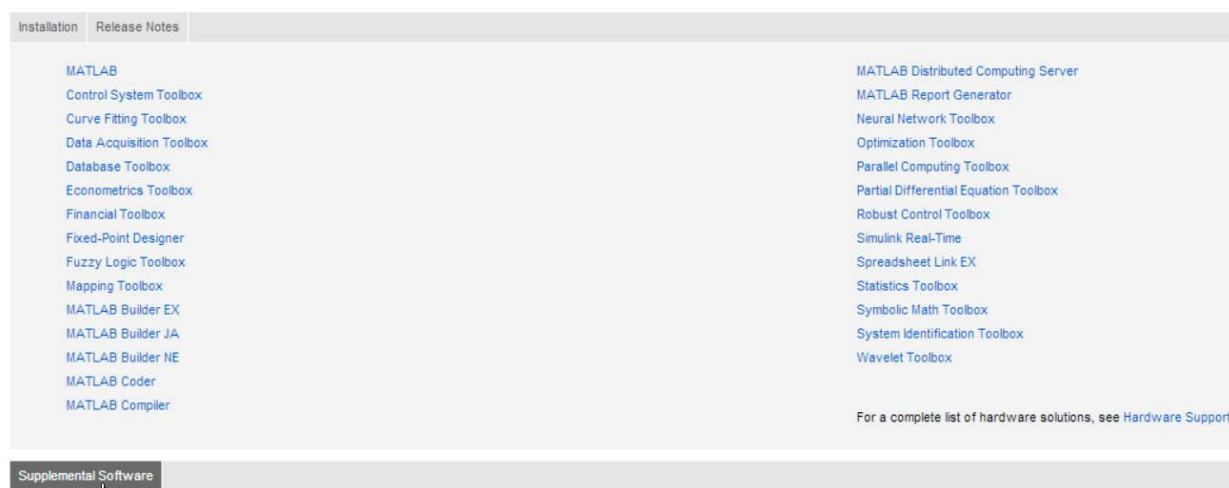 Installation Release Notes
MATLAB
Control System Toolbox
Curve Fitting Toolbox
Data Acquisition Toolbox
Database Toolbox
Econometrics Toolbox
Financial Toolbox
Fixed-Point Designer
Fuzzy Logic Toolbox
Mapping Toolbox
MATLAB Builder EX
MATLAB Builder JA
MATLAB Builder NE
MATLAB Coder
MATLAB Compiler
MATLAB Distributed Computing Server
MATLAB Report Generator
Neural Network Toolbox
Optimization Toolbox
Parallel Computing Toolbox
Partial Differential Equation Toolbox
Robust Control Toolbox
Simulink Real-Time
Spreadsheet Link EX
Statistics Toolbox
Symbolic Math Toolbox
System Identification Toolbox
Wavelet Toolbox
For a complete list of hardware solutions, see Hardware Support
Supplemental Software